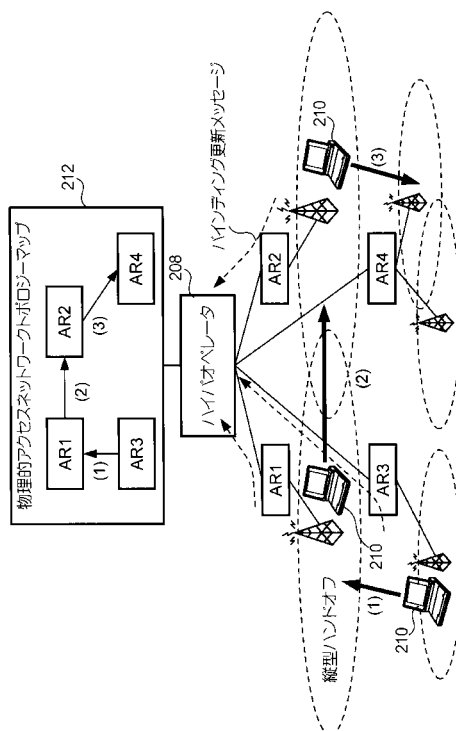 物理的アクセスネットワークトポロジーマップ
212
AR1
(2)
AR2
(1)
(3)
AR3
AR4
208
ハイパオペレータ
バインディング更新メッセージ
AR1
AR2
210
210
(2)
(3)
縦型ハンドオフ
AR3
AR4
(1)
210